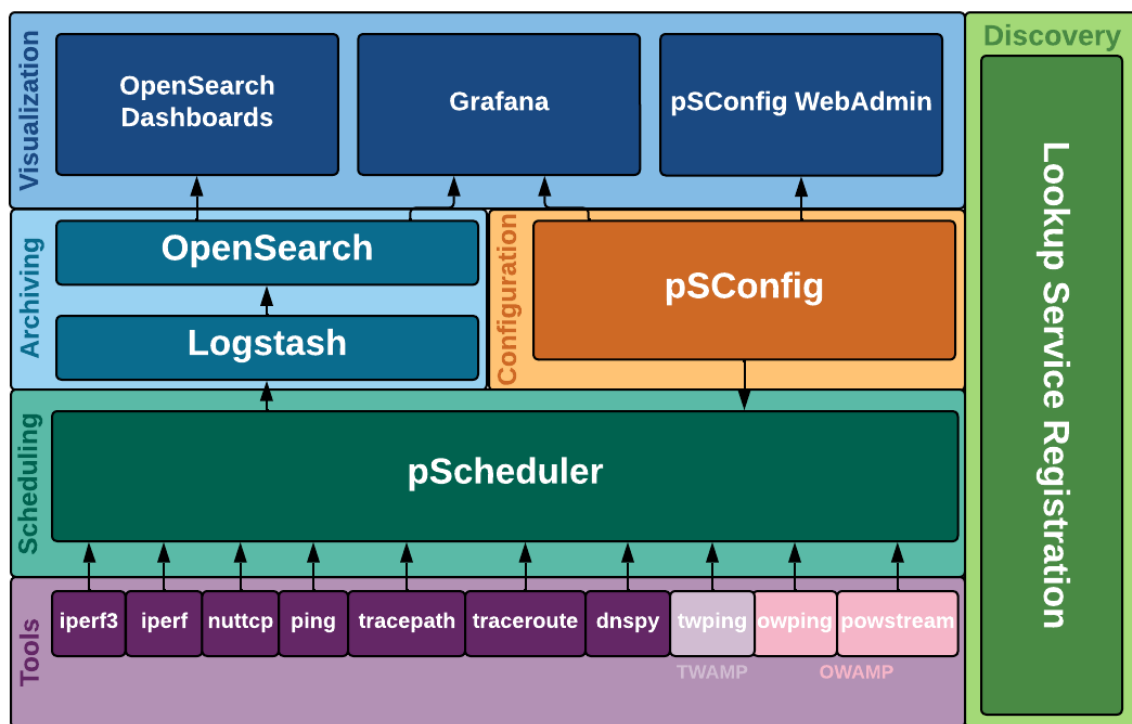 Visualization
OpenSearch
Dashboards
Grafana
pSConfig WebAdmin
Discovery
Lookup Service Registration
Archiving
OpenSearch
Logstash
Configuration
pSConfig
Scheduling
pScheduler
Tools
iperf3
iperf
nuttcp
ping
tracepath
traceroute
dnspy
twping
owping
powstream
TWAMP
OWAMP